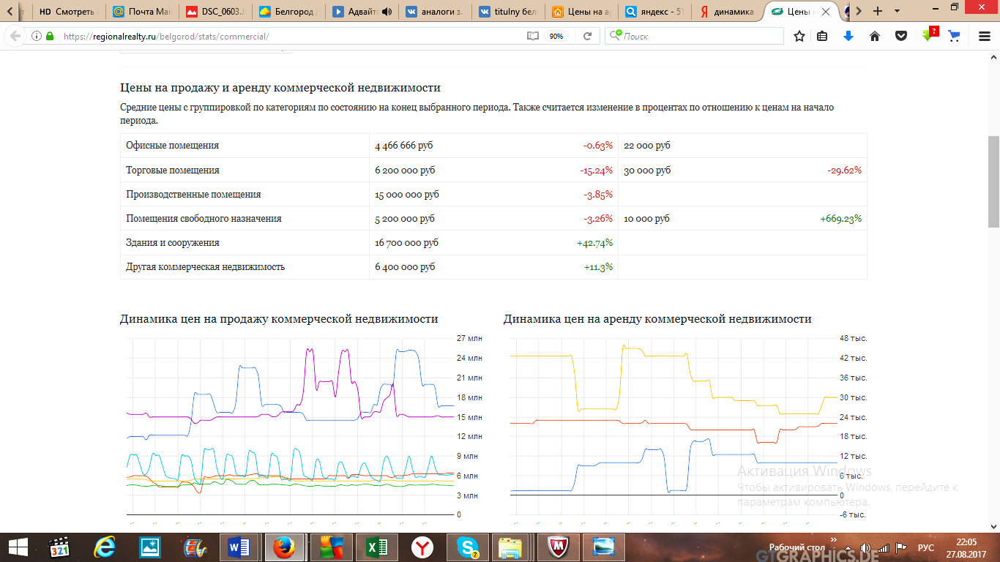 HD Смотреть
Почта Mail
DSC_0603.J
Белгород
Адвайта
аналоги з.
titulny бел
Цены на ар
яндекс - 51
динамика
Цены н
https://regionalrealty.ru/belgorod/stats/commercial/
90%
Поиск
?
Цены на продажу и аренду коммерческой недвижимости
Средние цены с группировкой по категориям по состоянию на конец выбранного периода. Также считается изменение в процентах по отношению к ценам на начало
периода.
Офисные помещения 4 466 666 руб -0.63% 22 000 руб
Торговые помещения 6 200 000 руб -15.24% 30 000 руб -29.62%
Производственные помещения 15 000 000 руб -3.85%
Помещения свободного назначения 5 200 000 руб -3.26% 10 000 руб +669.23%
Здания и сооружения 16 700 000 руб +42.74%
Другая коммерческая недвижимость 6 400 000 руб +11.3%
Динамика цен на продажу коммерческой недвижимости
27 млн
24 млн
21 млн
18 млн
15 млн
12 млн
9 млн
6 млн
3 млн
0
Динамика цен на аренду коммерческой недвижимости
48 тыс.
42 тыс.
36 тыс.
30 тыс.
24 тыс.
18 тыс.
12 тыс.
6 тыс.
0
-6 тыс.
Активация Windows
Чтобы активировать Windows, перейдите к
параметрам компьютера.
321
7
Рабочий стол
»
РУС
22:05
27.08.2017
GTGRAPHICS.DE